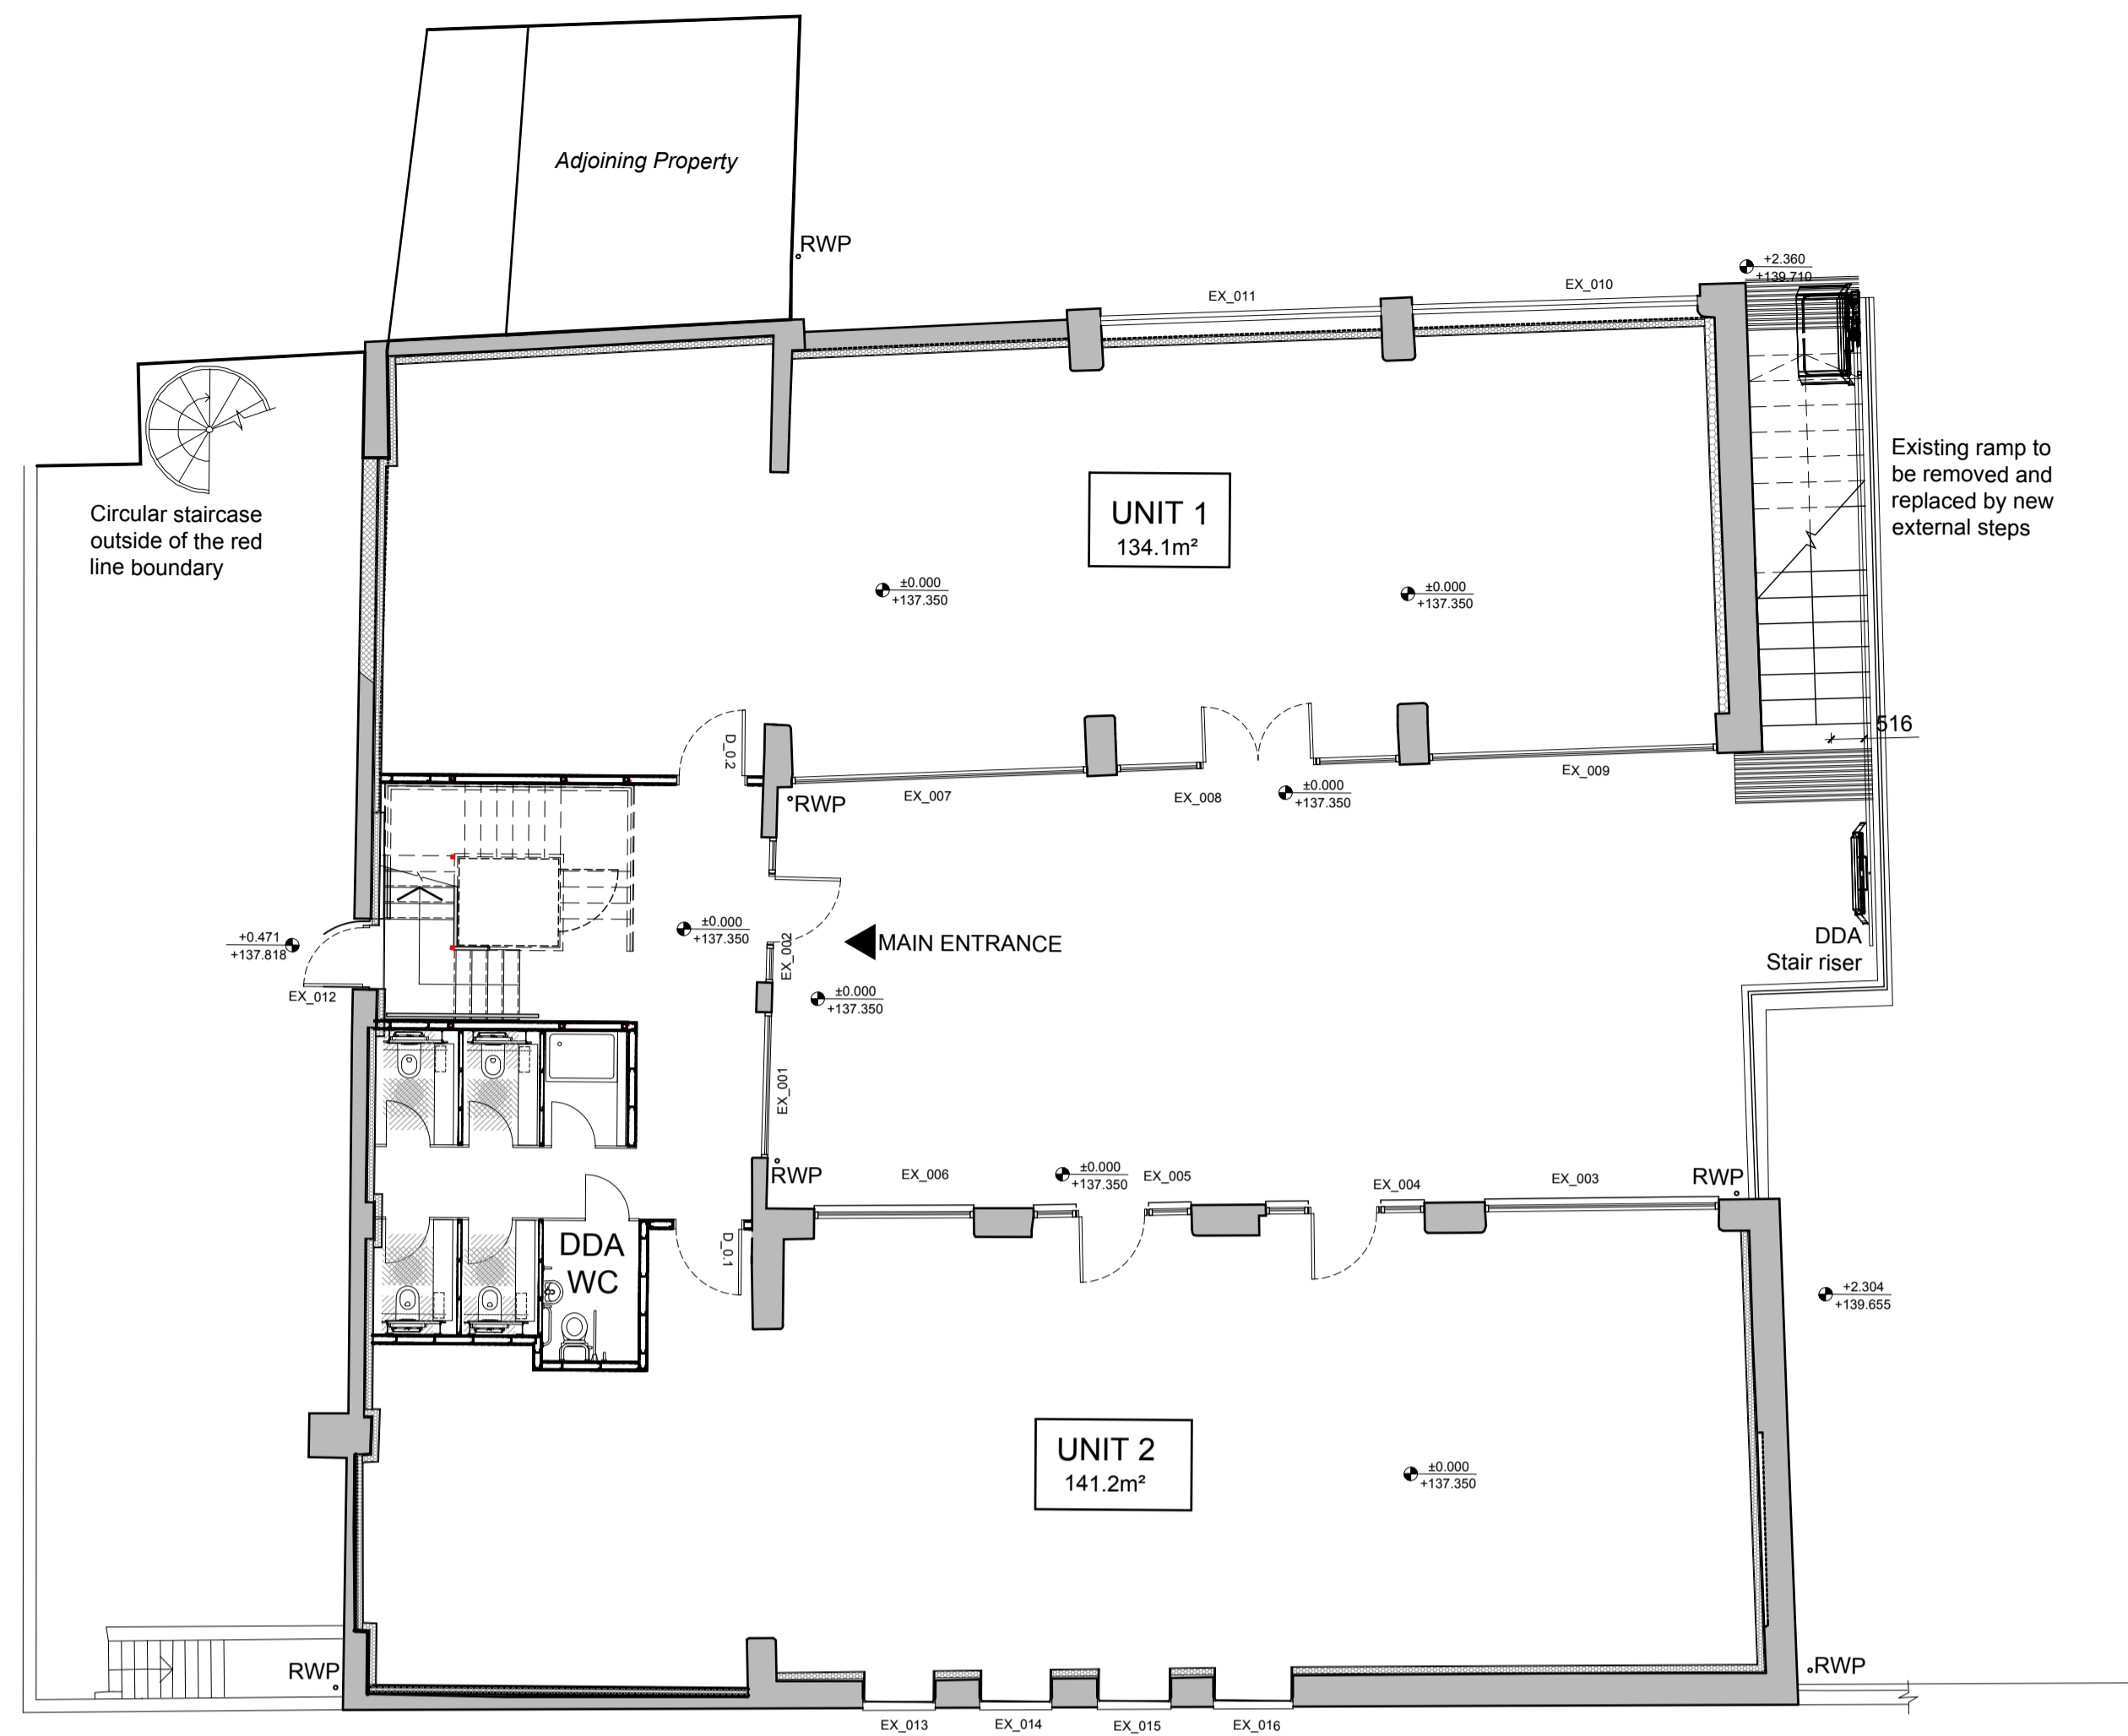 Adjoining Property
RWP
+2.360
+139.710
EX_011
EX_010
Existing ramp to
be removed and
replaced by new
external steps
Circular staircase
outside of the red
line boundary
UNIT 1
134.1m²
±0.000
+137.350
±0.000
+137.350
516
D_0.2
EX_007
RWP
EX_008
±0.000
+137.350
EX_009
±0.000
+137.350
EX_002
MAIN ENTRANCE
+0.471
+137.818
EX_012
±0.000
+137.350
DDA
Stair riser
EX_001
RWP
EX_006
±0.000
+137.350
EX_005
EX_004
EX_003
RWP
DDA
WC
D_0.1
+2.304
+139.655
UNIT 2
141.2m²
±0.000
+137.350
RWP
RWP
EX_013
EX_014
EX_015
EX_016